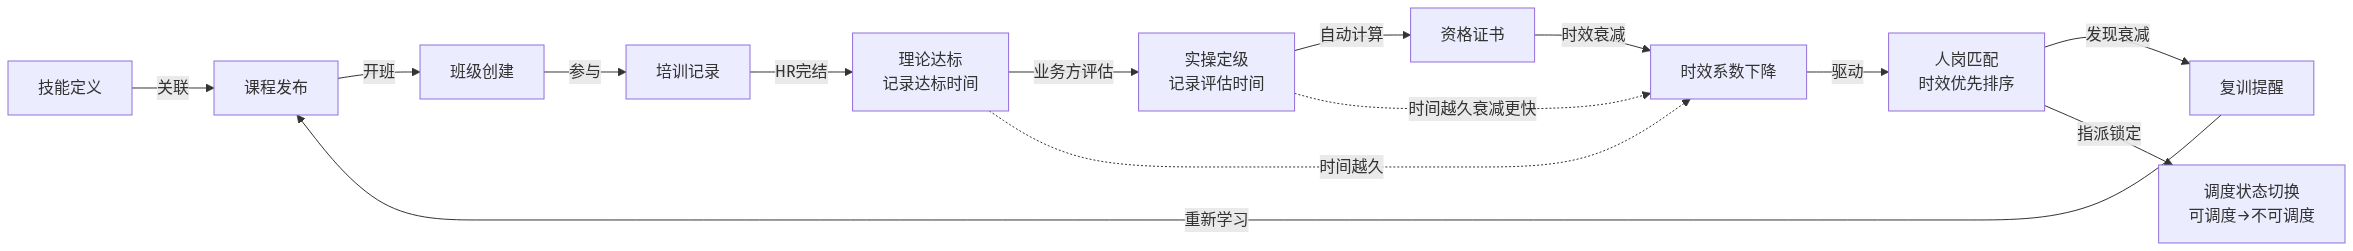 技能定义
关联
课程发布
开班
班级创建
参与
培训记录
HR完结
理论达标
记录达标时间
业务方评估
实操定级
记录评估时间
自动计算
资格证书
时效衰减
时间越久衰减更快
时间越久
时效系数下降
驱动
人岗匹配
时效优先排序
发现衰减
复训提醒
指派锁定
调度状态切换
可调度→不可调度
重新学习